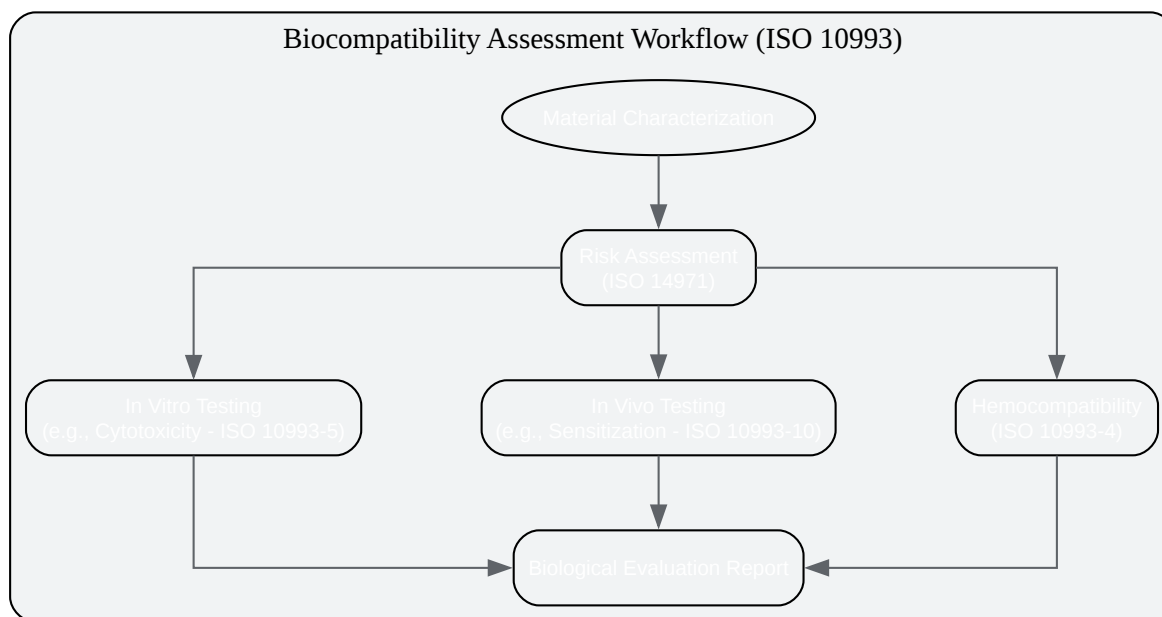 Biocompatibility Assessment Workflow (ISO 10993)
Material Characterization
Risk Assessment
(ISO 14971)
In Vitro Testing
(e.g., Cytotoxicity - ISO 10993-5)
In Vivo Testing
(e.g., Sensitization - ISO 10993-10)
Hemocompatibility
(ISO 10993-4)
Biological Evaluation Report